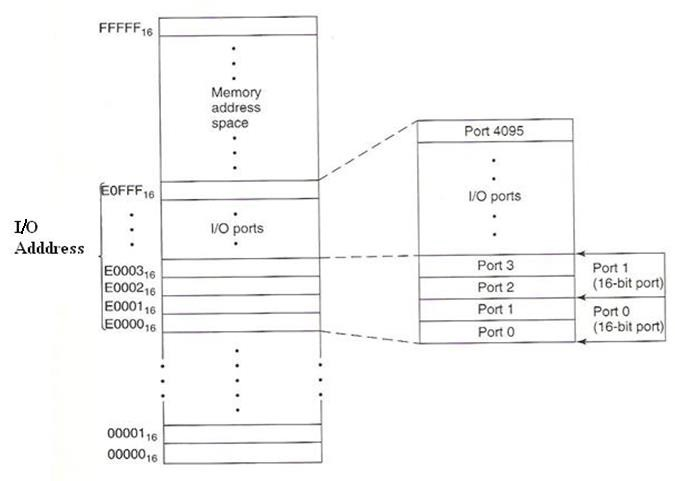 FFFFF16
Memory
address
space
Port 4095
E0FFF16
I/O ports
I/O
Adddress
I/O ports
E000316
Port 3
Port 1
(16-bit port)
E000216
Port 2
E000116
Port 1
Port 0
(16-bit port)
E000016
Port 0
0000116
0000016